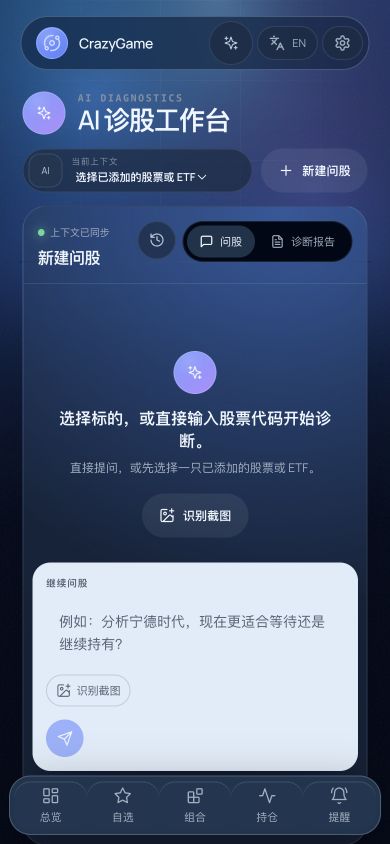 CrazyGame
EN
AI DIAGNOSTICS
AI 诊股工作台
AI
当前上下文
选择已添加的股票或 ETF
新建问股
上下文已同步
新建问股
问股
诊断报告
选择标的，或直接输入股票代码开始诊
断。
直接提问，或先选择一只已添加的股票或 ETF。
识别截图
继续问股
例如：分析宁德时代，现在更适合等待还是
继续持有？
识别截图
总览
自选
组合
持仓
提醒